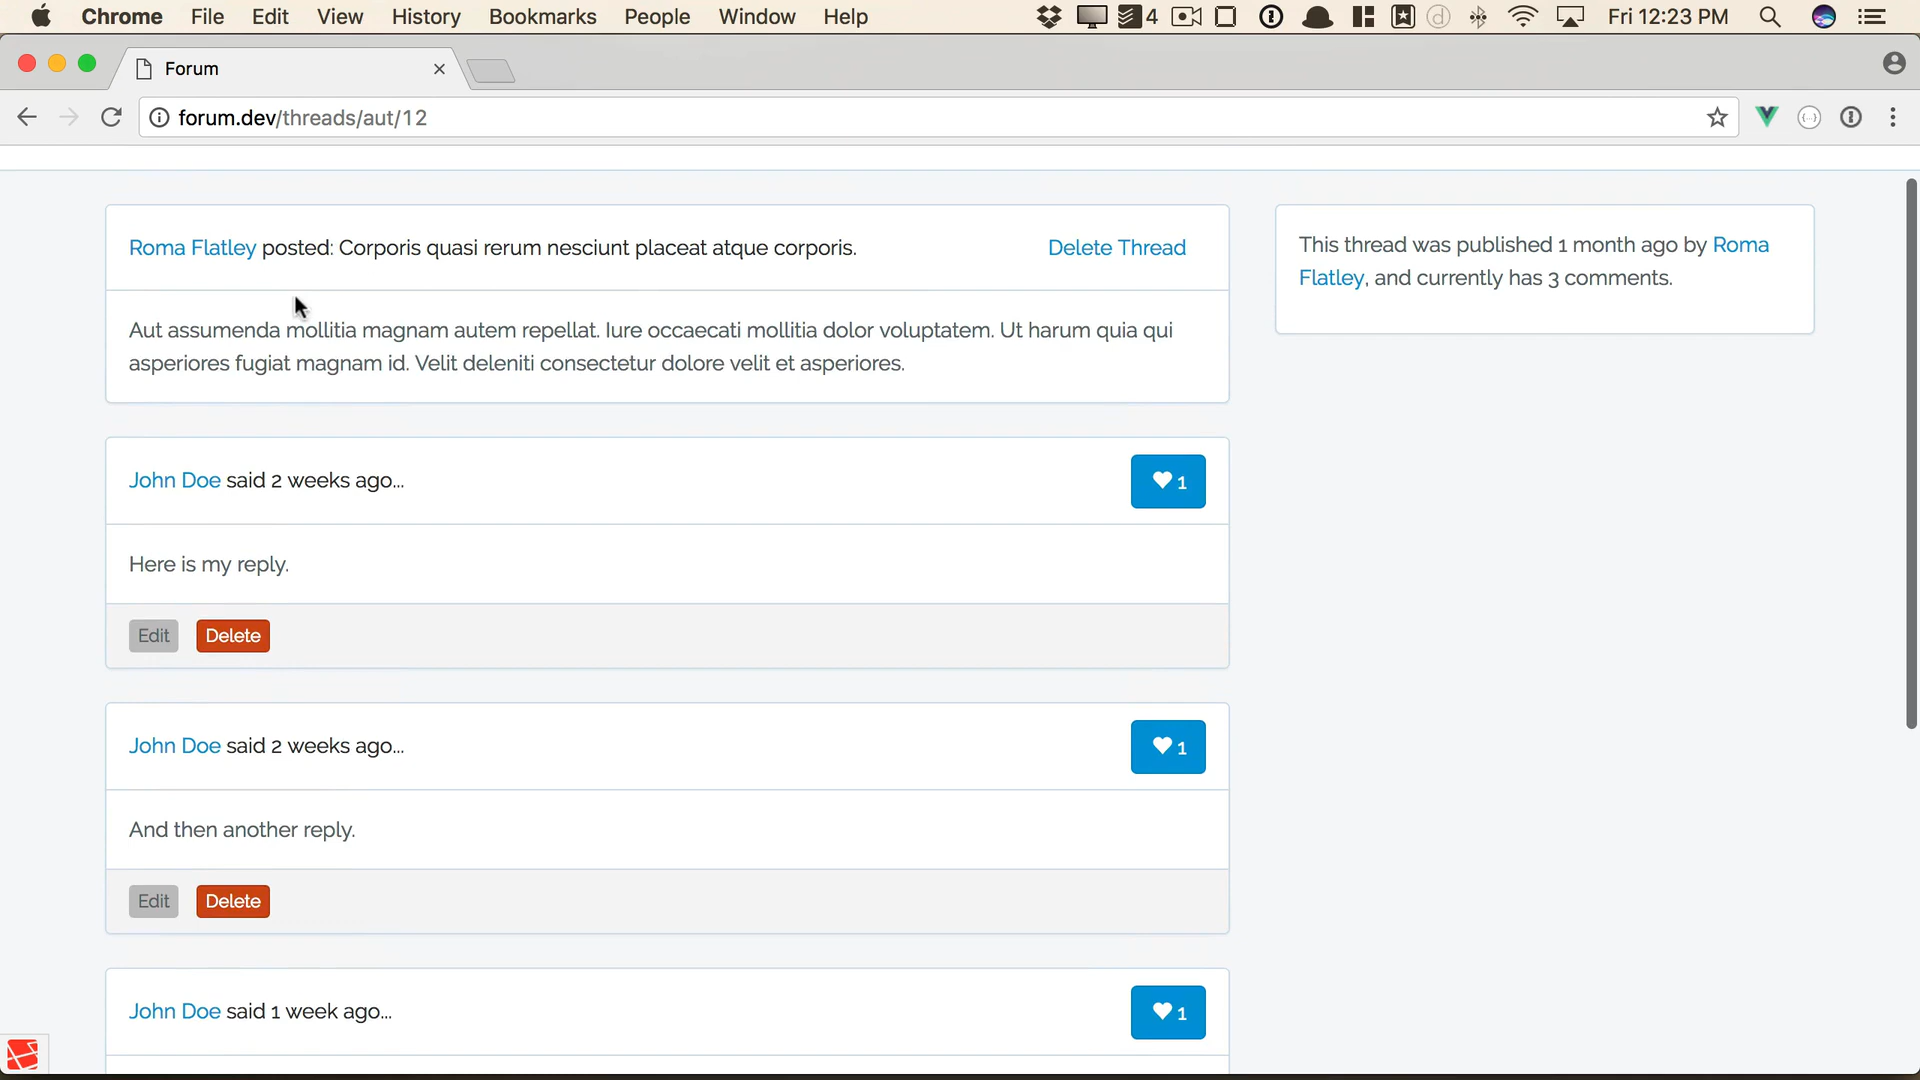 Chrome File Edit View History Bookmarks People Window Help 4 Fri 12:23 PM
Forum
forum.dev/threads/aut/12
Roma Flatley posted: Corporis quasi rerum nesciunt placeat atque corporis. Delete Thread
Aut assumenda mollitia magnam autem repellat. Iure occaecati mollitia dolor voluptatem. Ut harum quia qui
asperiores fugiat magnam id. Velit deleniti consectetur dolore velit et asperiores.
This thread was published 1 month ago by Roma
Flatley, and currently has 3 comments.
John Doe said 2 weeks ago... 1
Here is my reply.
Edit Delete
John Doe said 2 weeks ago... 1
And then another reply.
Edit Delete
John Doe said 1 week ago... 1